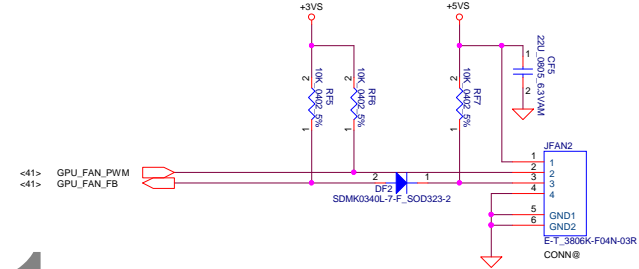 +3VS
+5VS
2
2
2
1
CF5
22U_0805_6.3VAM
2
RF5
10K_0402_5%
RF6
10K_0402_5%
RF7
10K_0402_5%
1
1
1
JFAN2
1
1
<41> GPU_FAN_PWM
2
2
<41> GPU_FAN_FB
2
1
3
3
DF2
4
4
SDMK0340L-7-F_SOD323-2
5
GND1
6
GND2
E-T_3806K-F04N-03R
CONN@